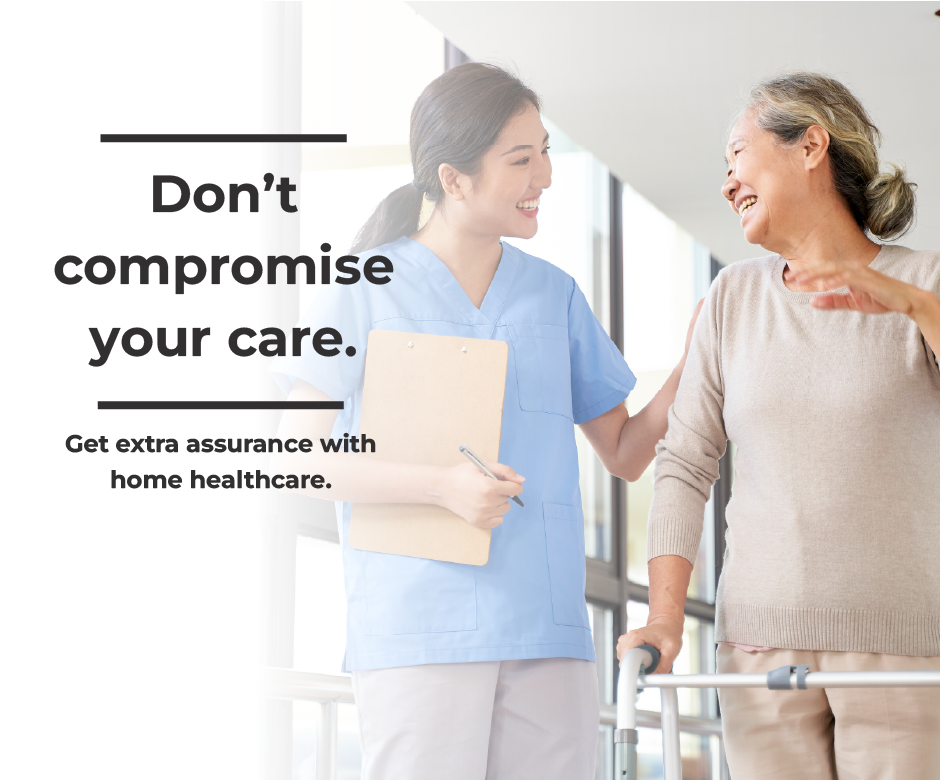 Don’t
compromise
your care.
Get extra assurance with
home healthcare.